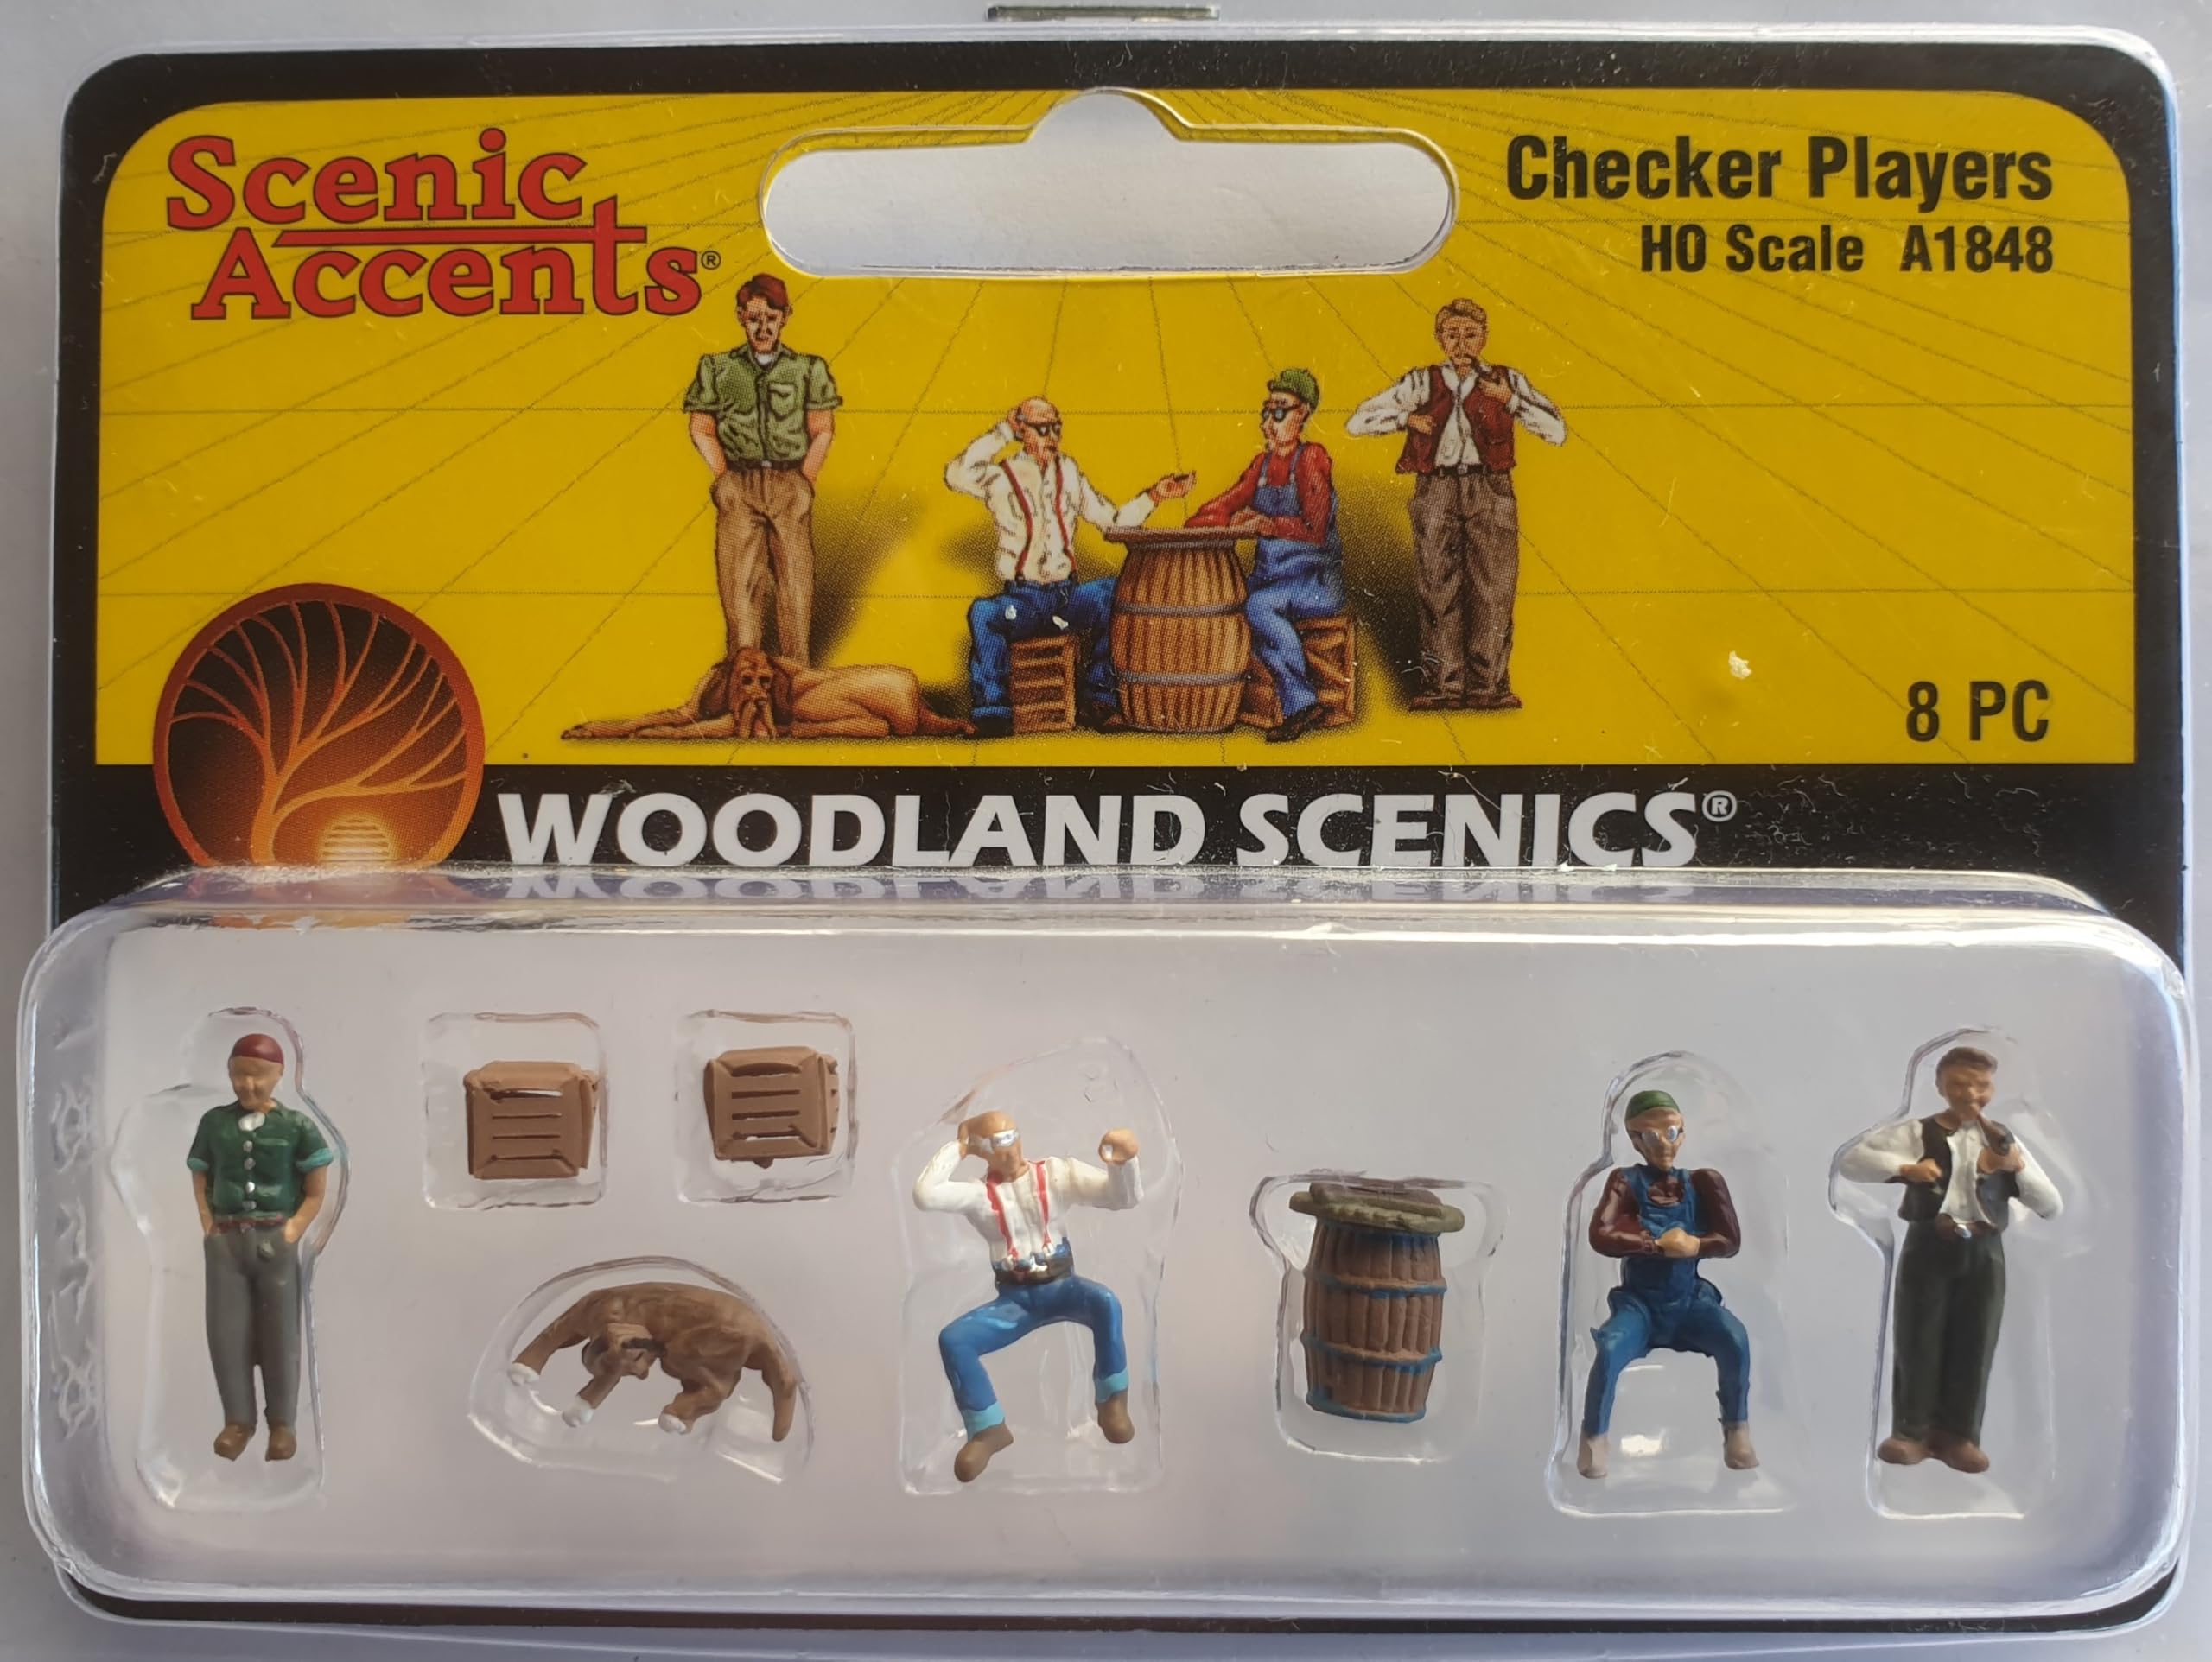 Scenic
Accents®
Checker Players
HO Scale A1848
8 PC
WOODLAND SCENICS®